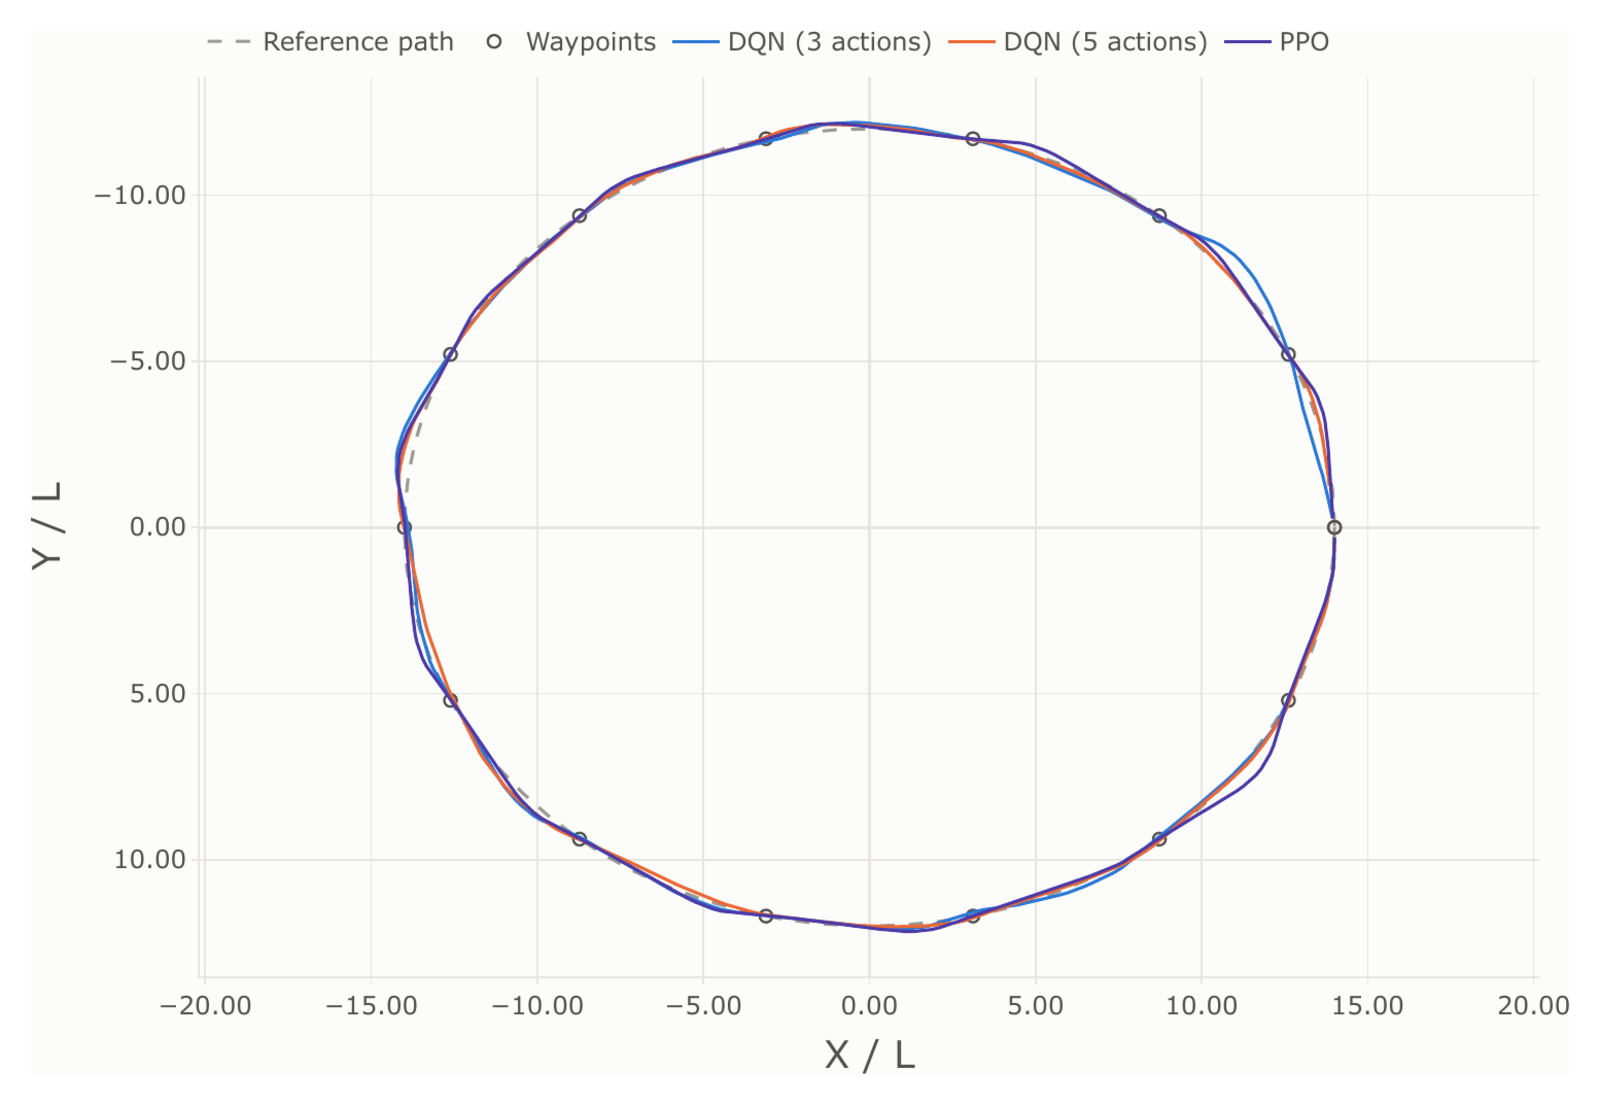 Reference path Waypoints DQN (3 actions) DQN (5 actions) PPO
−10.00
−5.00
0.00
5.00
10.00
Y / L
−20.00 −15.00 −10.00 −5.00 0.00 5.00 10.00 15.00 20.00
X / L